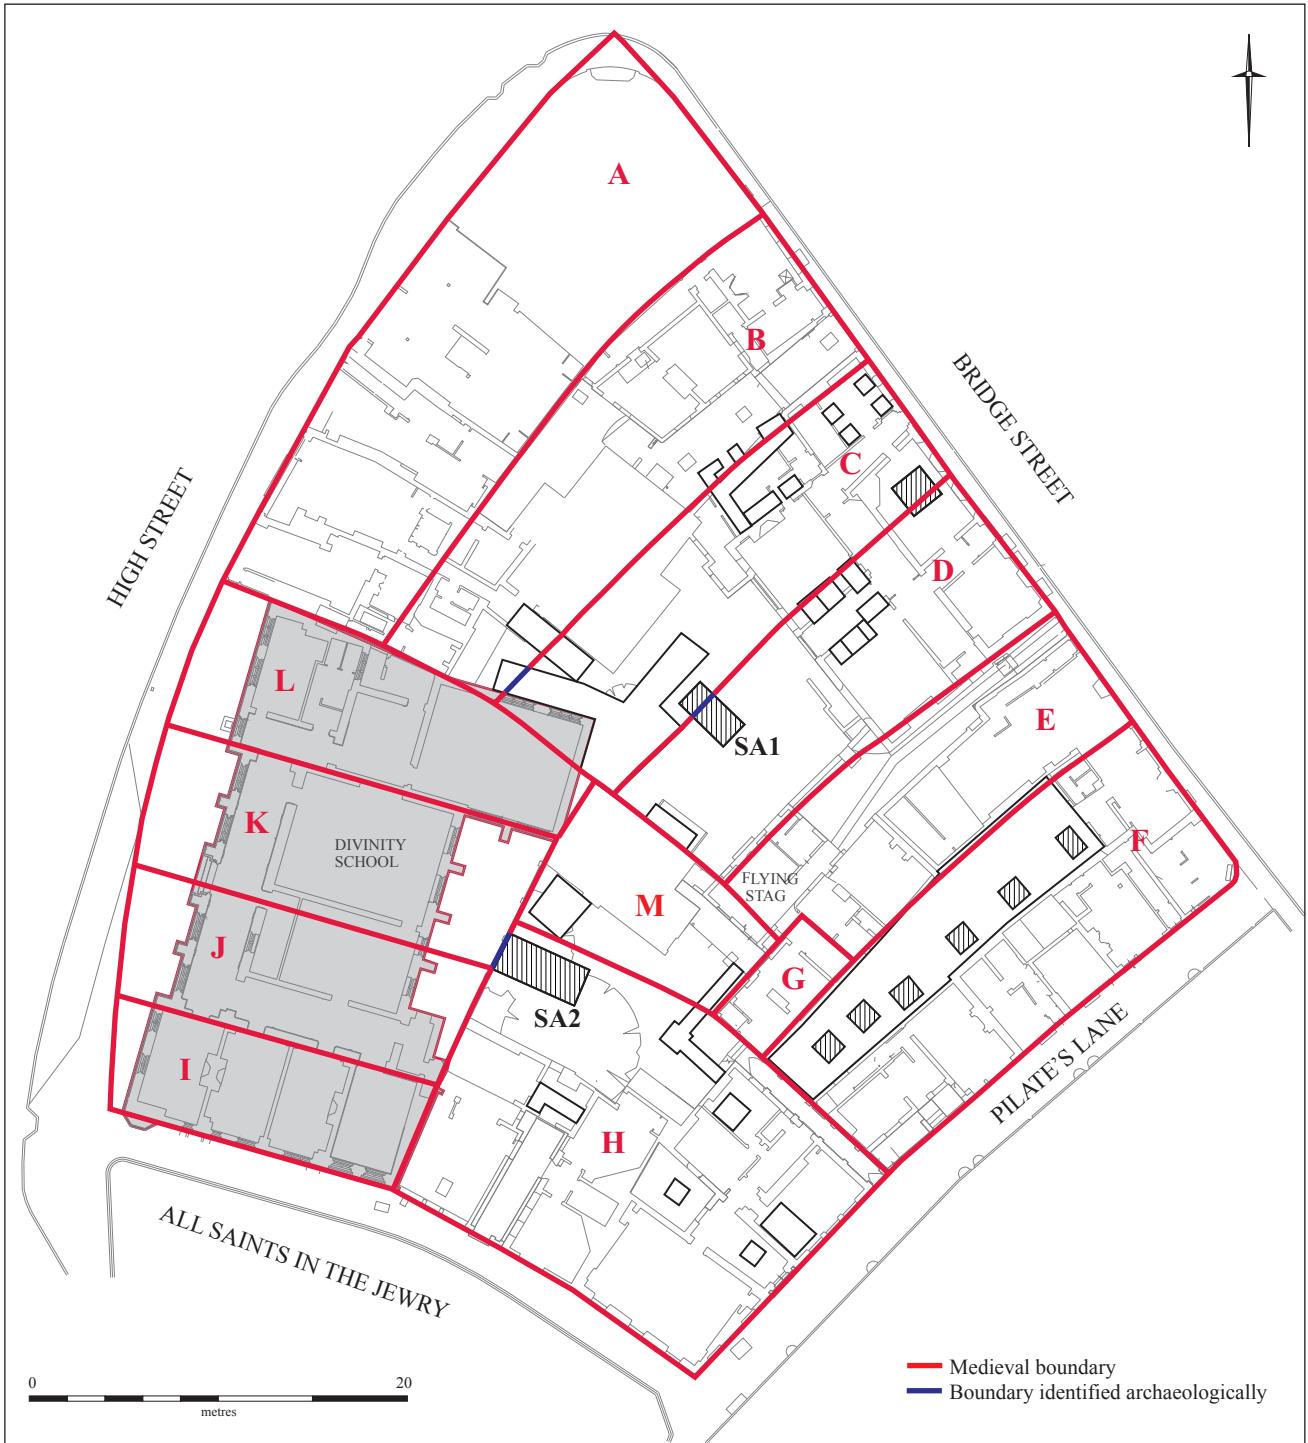 A
B
BRIDGE STREET
C
HIGH STREET
D
L
E
SA1
K
DIVINITY
SCHOOL
F
FLYING
STAG
M
J
G
SA2
I
PILATE'S LANE
H
ALL SAINTS IN THE JEWRY
Medieval boundary
Boundary identified archaeologically
0 20
metres